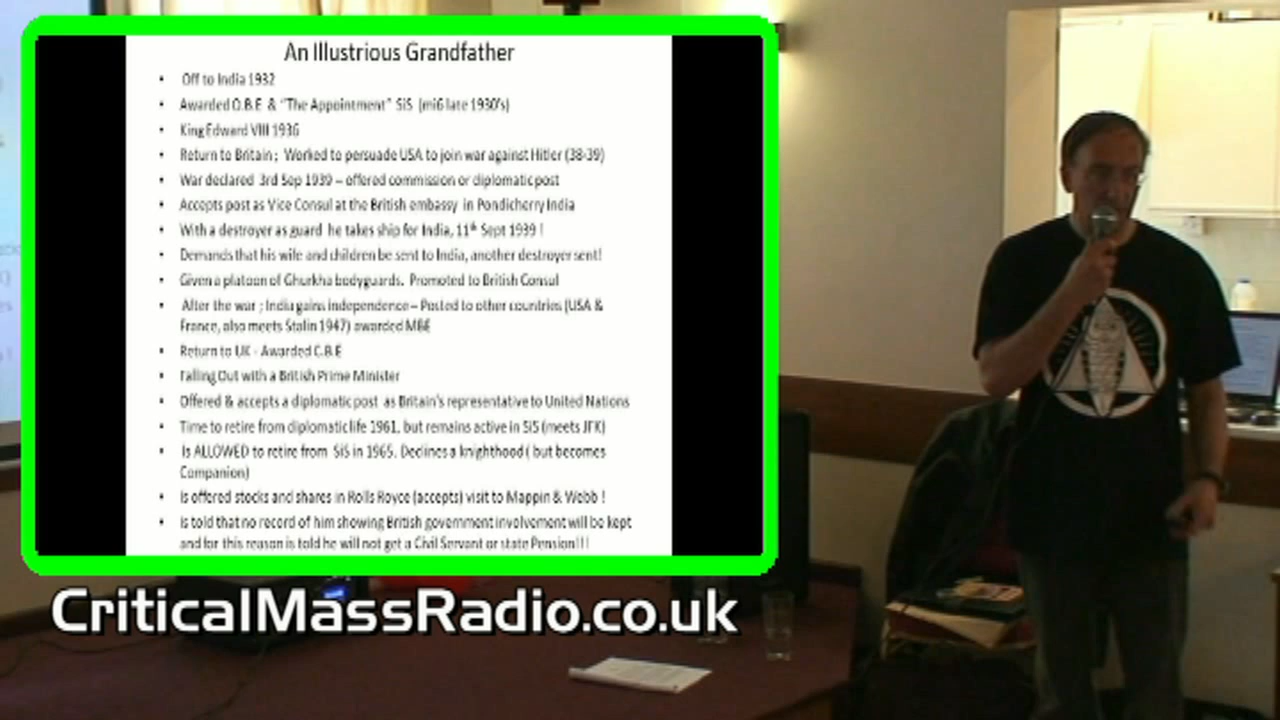 An Illustrious Grandfather
• Off to India 1932
• Awarded O.B.E & "The Appointment" SiS (mi6 late 1930's)
• King Edward VIII 1936
• Return to Britain ; Worked to persuade USA to join war against Hitler (38-39)
• War declared 3rd Sep 1939 – offered commission or diplomatic post
• Accepts post as Vice Consul at the British embassy in Pondicherry India
• With a destroyer as guard he takes ship for India, 11th Sept 1939 !
• Demands that his wife and children be sent to India, another destroyer sent!
• Given a platoon of Ghurkha bodyguards. Promoted to British Consul
• After the war ; India gains independence – Posted to other countries (USA &
France, also meets Stalin 1947) awarded MBE
• Return to UK - Awarded C.B.E
• Falling Out with a British Prime Minister
• Offered & accepts a diplomatic post as Britain's representative to United Nations
• Time to retire from diplomatic life 1961, but remains active in SiS (meets JFK)
• Is ALLOWED to retire from SiS in 1965. Declines a knighthood ( but becomes
Companion)
• Is offered stocks and shares in Rolls Royce (accepts) visit to Mappin & Webb !
• Is told that no record of him showing British government involvement will be kept
and for this reason is told he will not get a Civil Servant or state Pension!!!
CriticalMassRadio.co.uk